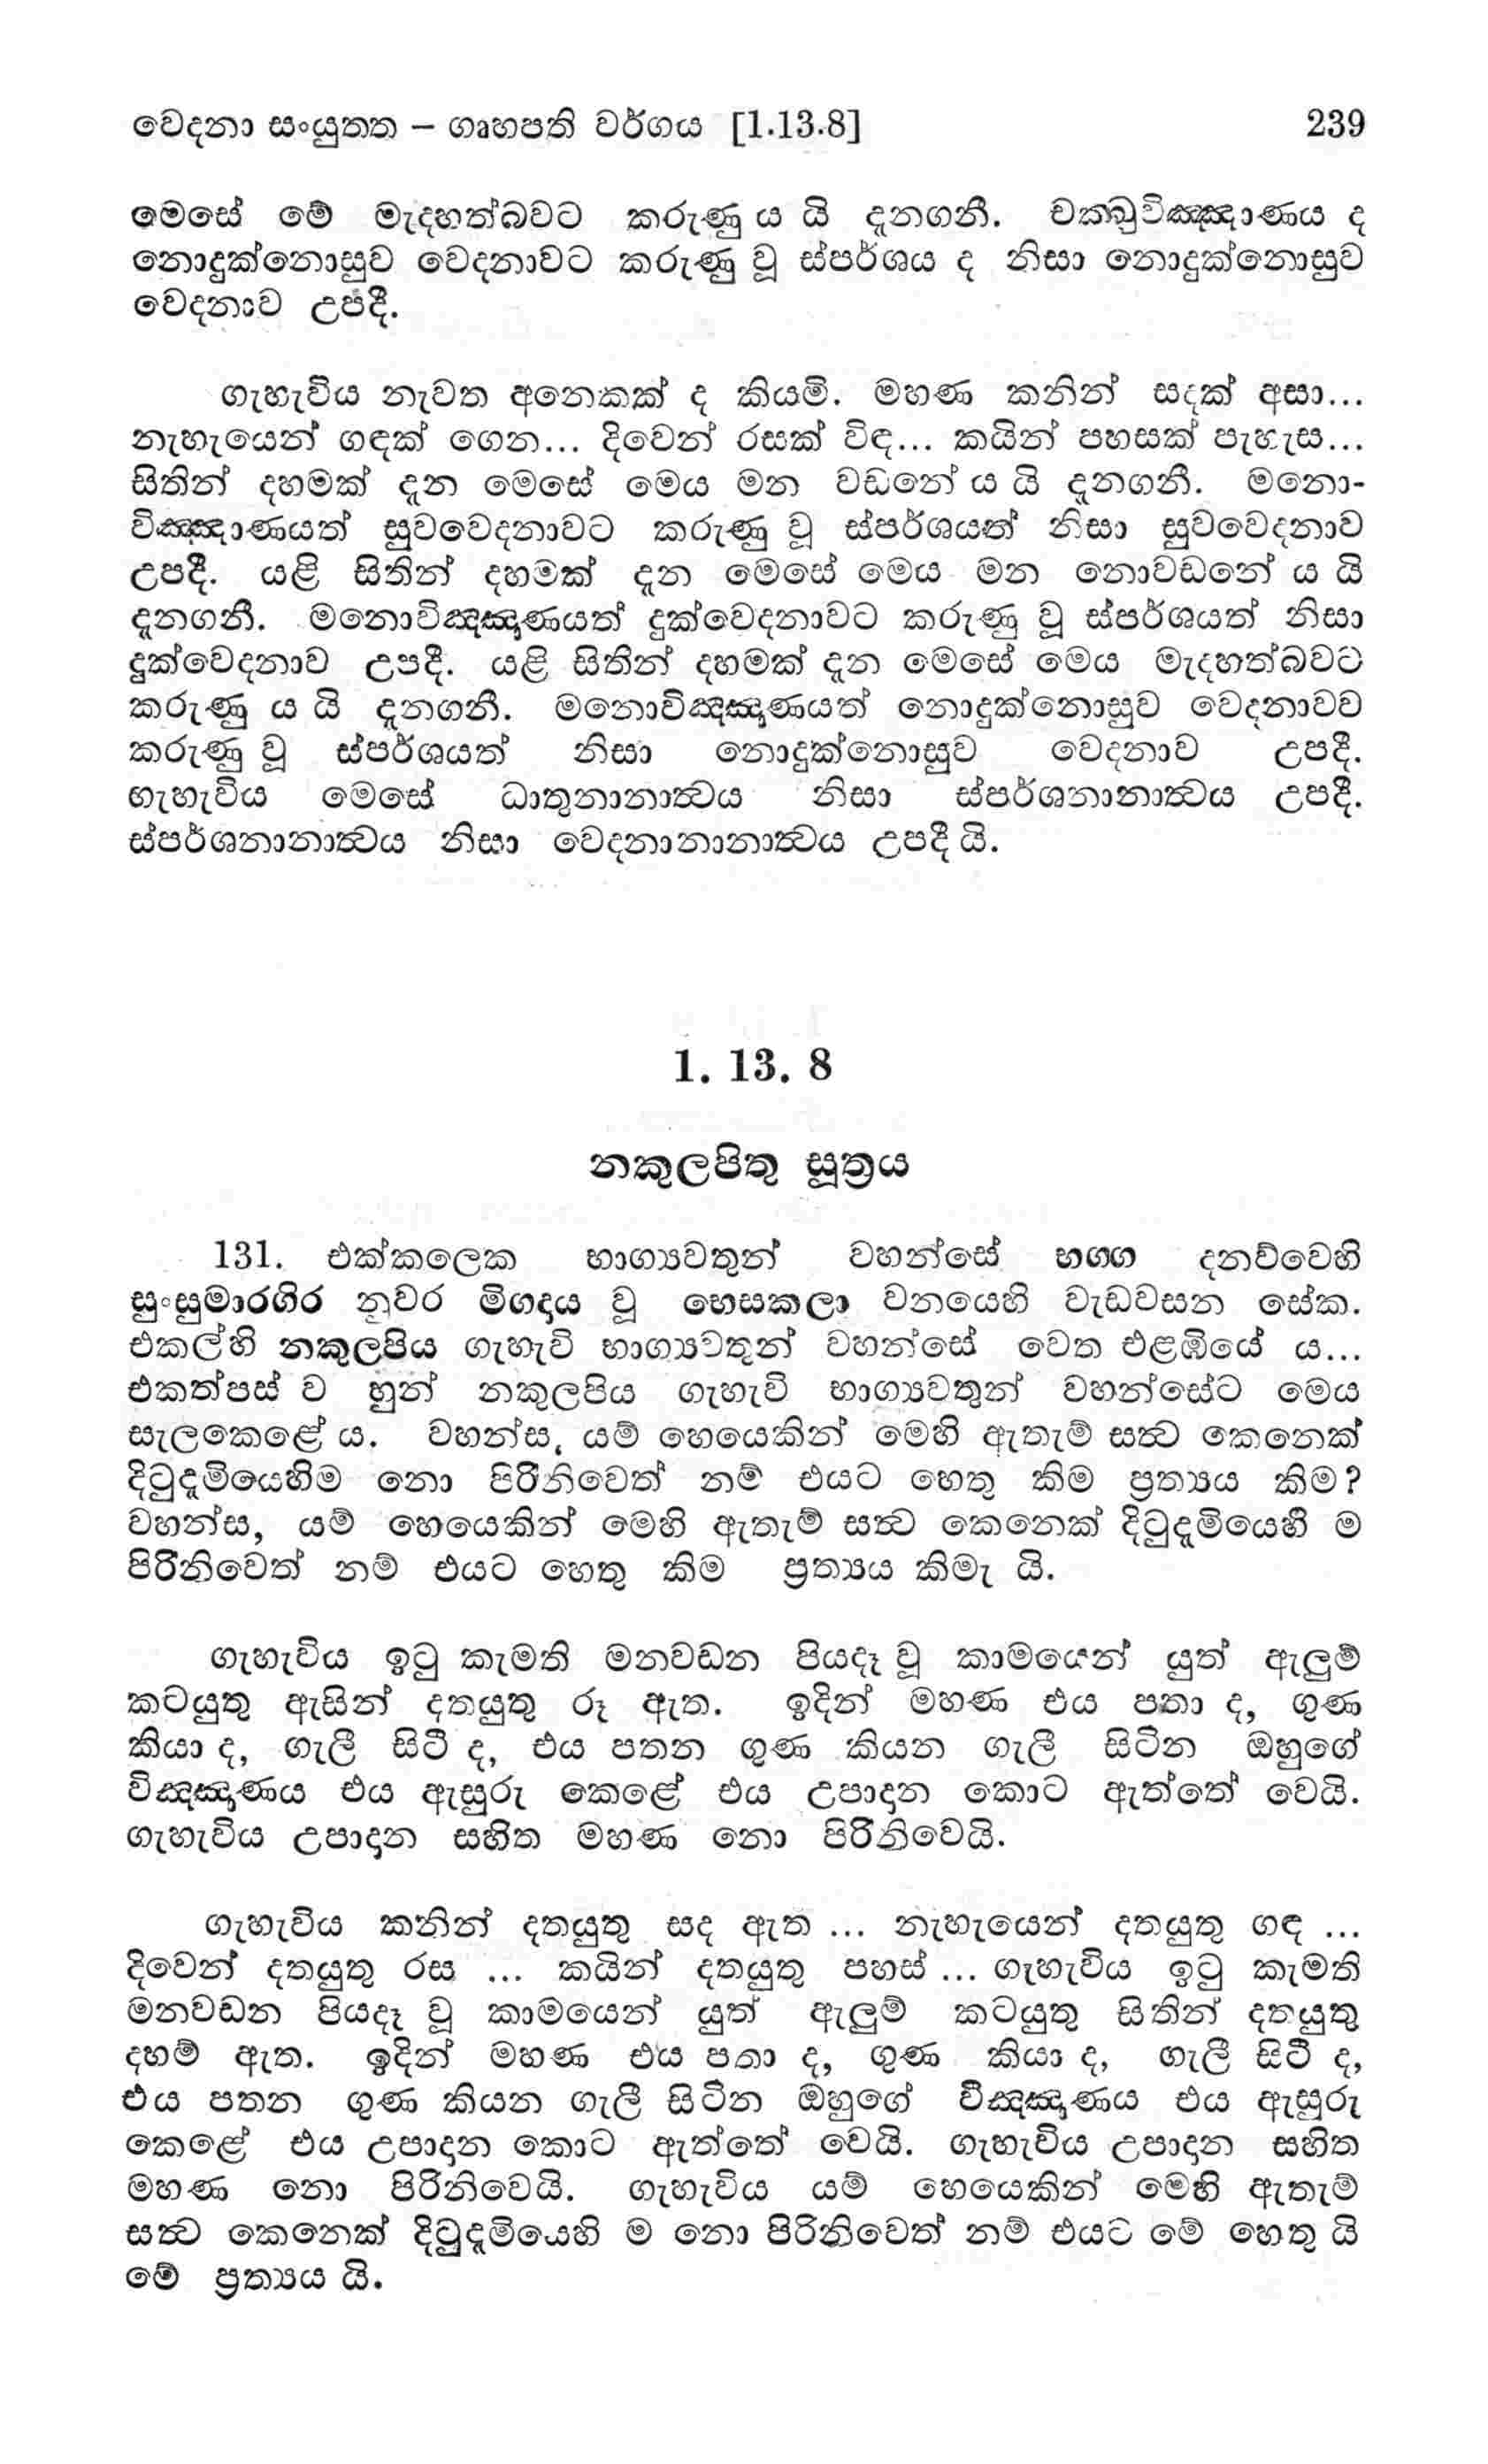 වෙදනා සංයුතත – ගෘහපති වර්ගය [1.13.8] 239
මෙසේ මේ මැදහත්බවට කරුණු ය යි දැනගනී. චක්ඛුවිඤ්ඤාණය ද
නොදුක්නොසුව වෙදනාවට කරුණු වූ ස්පර්ශය ද නිසා නොදුක්නොසුව
වෙදනාව උපදී.
ගැහැවිය නැවත අනෙකක් ද කියමි. මහණ කනින් සදක් අසා...
නැහැයෙන් ගඳක් ගෙන... දිවෙන් රසක් විඳ... කයින් පහසක් පැහැස...
සිතින් දහමක් දැන මෙසේ මෙය මන වඩනේ ය යි දැනගනී. මනො-
විඤ්ඤාණයත් සුවවෙදනාවට කරුණු වූ ස්පර්ශයත් නිසා සුවවෙදනාව
උපදී. යළි සිතින් දහමක් දැන මෙසේ මෙය මන නොවඩනේ ය යි
දැනගනී. මනොවිඤ්ඤාණයත් දුක්වෙදනාවට කරුණු වූ ස්පර්ශයත් නිසා
දුක්වෙදනාව උපදී. යළි සිතින් දහමක් දැන මෙසේ මෙය මැදහත්බවට
කරුණු ය යි දැනගනී. මනොවිඤ්ඤාණයත් නොදුක්නොසුව වෙදනාවව
කරුණු වූ ස්පර්ශයත් නිසා නොදුක්නොසුව වෙදනාව උපදී.
ගැහැවිය මෙසේ ධාතුනානාත්‍වය නිසා ස්පර්ශනානාත්‍වය උපදී.
ස්පර්ශනානාත්‍වය නිසා වෙදනානානාත්‍වය උපදී යි.
1. 13. 8
නකුලපිතු සූත්‍රය
131. එක්කලෙක භාග්‍යවතුන් වහන්සේ භගග දනව්වෙහි
සුංසුමාරගිර නුවර මිගදාය වූ භෙසකලා වනයෙහි වැඩවසන සේක.
එකල්හි නකුලපිය ගැහැවි භාග්‍යවතුන් වහන්සේ වෙත එළඹියේ ය...
එකත්පස් ව හුන් නකුලපිය ගැහැවි භාග්‍යවතුන් වහන්සේට මෙය
සැලකෙළේ ය. වහන්ස, යම් හෙයෙකින් මෙහි ඇතැම් සත්‍ව කෙනෙක්
දිටුදැමියෙහිම නො පිරිනිවෙත් නම් එයට හෙතු කිම ප්‍රත්‍යය කිම?
වහන්ස, යම් හෙයෙකින් මෙහි ඇතැම් සත්‍ව කෙනෙක් දිටුදැමියෙහි ම
පිරිනිවෙත් නම් එයට හෙතු කිම ප්‍රත්‍යය කිමැ යි.
ගැහැවිය ඉටු කැමති මනවඩන පියදෑ වූ කාමයෙන් යුත් ඇලුම්
කටයුතු ඇසින් දතයුතු රූ ඇත. ඉදින් මහණ එය පතා ද, ගුණ
කියා ද, ගැලී සිටී ද, එය පතන ගුණ කියන ගැලී සිටින ඔහුගේ
විඤ්ඤාණය එය ඇසුරු කෙළේ එය උපාදාන කොට ඇත්තේ වෙයි.
ගැහැවිය උපාදාන සහිත මහණ නො පිරිනිවෙයි.
ගැහැවිය කනින් දතයුතු සද ඇත ... නැහැයෙන් දතයුතු ගඳ ...
දිවෙන් දතයුතු රස ... කයින් දතයුතු පහස් ... ගැහැවිය ඉටු කැමති
මනවඩන පියදෑ වූ කාමයෙන් යුත් ඇලුම් කටයුතු සිතින් දතයුතු
දහම් ඇත. ඉදින් මහණ එය පතා ද, ගුණ කියා ද, ගැලී සිටී ද,
එය පතන ගුණ කියන ගැලී සිටින ඔහුගේ විඤ්ඤාණය එය ඇසුරු
කෙළේ එය උපාදාන කොට ඇත්තේ වෙයි. ගැහැවිය උපාදාන සහිත
මහණ නො පිරිනිවෙයි. ගැහැවිය යම් හෙයෙකින් මෙහි ඇතැම්
සත්‍ව කෙනෙක් දිටුදැමියෙහි ම නො පිරිනිවෙත් නම් එයට මේ හෙතු යි
මේ ප්‍රත්‍යය යි.